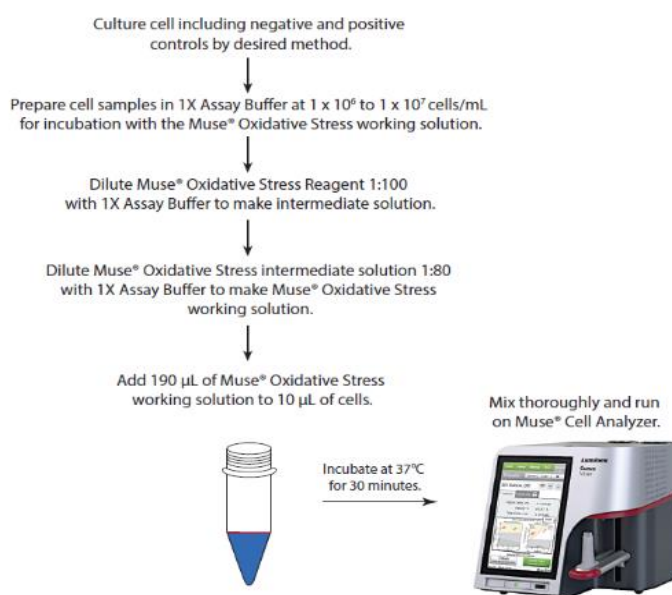 Culture cell including negative and positive
controls by desired method.
Prepare cell samples in 1X Assay Buffer at 1 x 10⁶ to 1 x 10⁷ cells/mL
for incubation with the Muse® Oxidative Stress working solution.
Dilute Muse® Oxidative Stress Reagent 1:100
with 1X Assay Buffer to make intermediate solution.
Dilute Muse® Oxidative Stress intermediate solution 1:80
with 1X Assay Buffer to make Muse® Oxidative Stress
working solution.
Add 190 µL of Muse® Oxidative Stress
working solution to 10 µL of cells.
Incubate at 37°C
for 30 minutes.
Mix thoroughly and run
on Muse® Cell Analyzer.